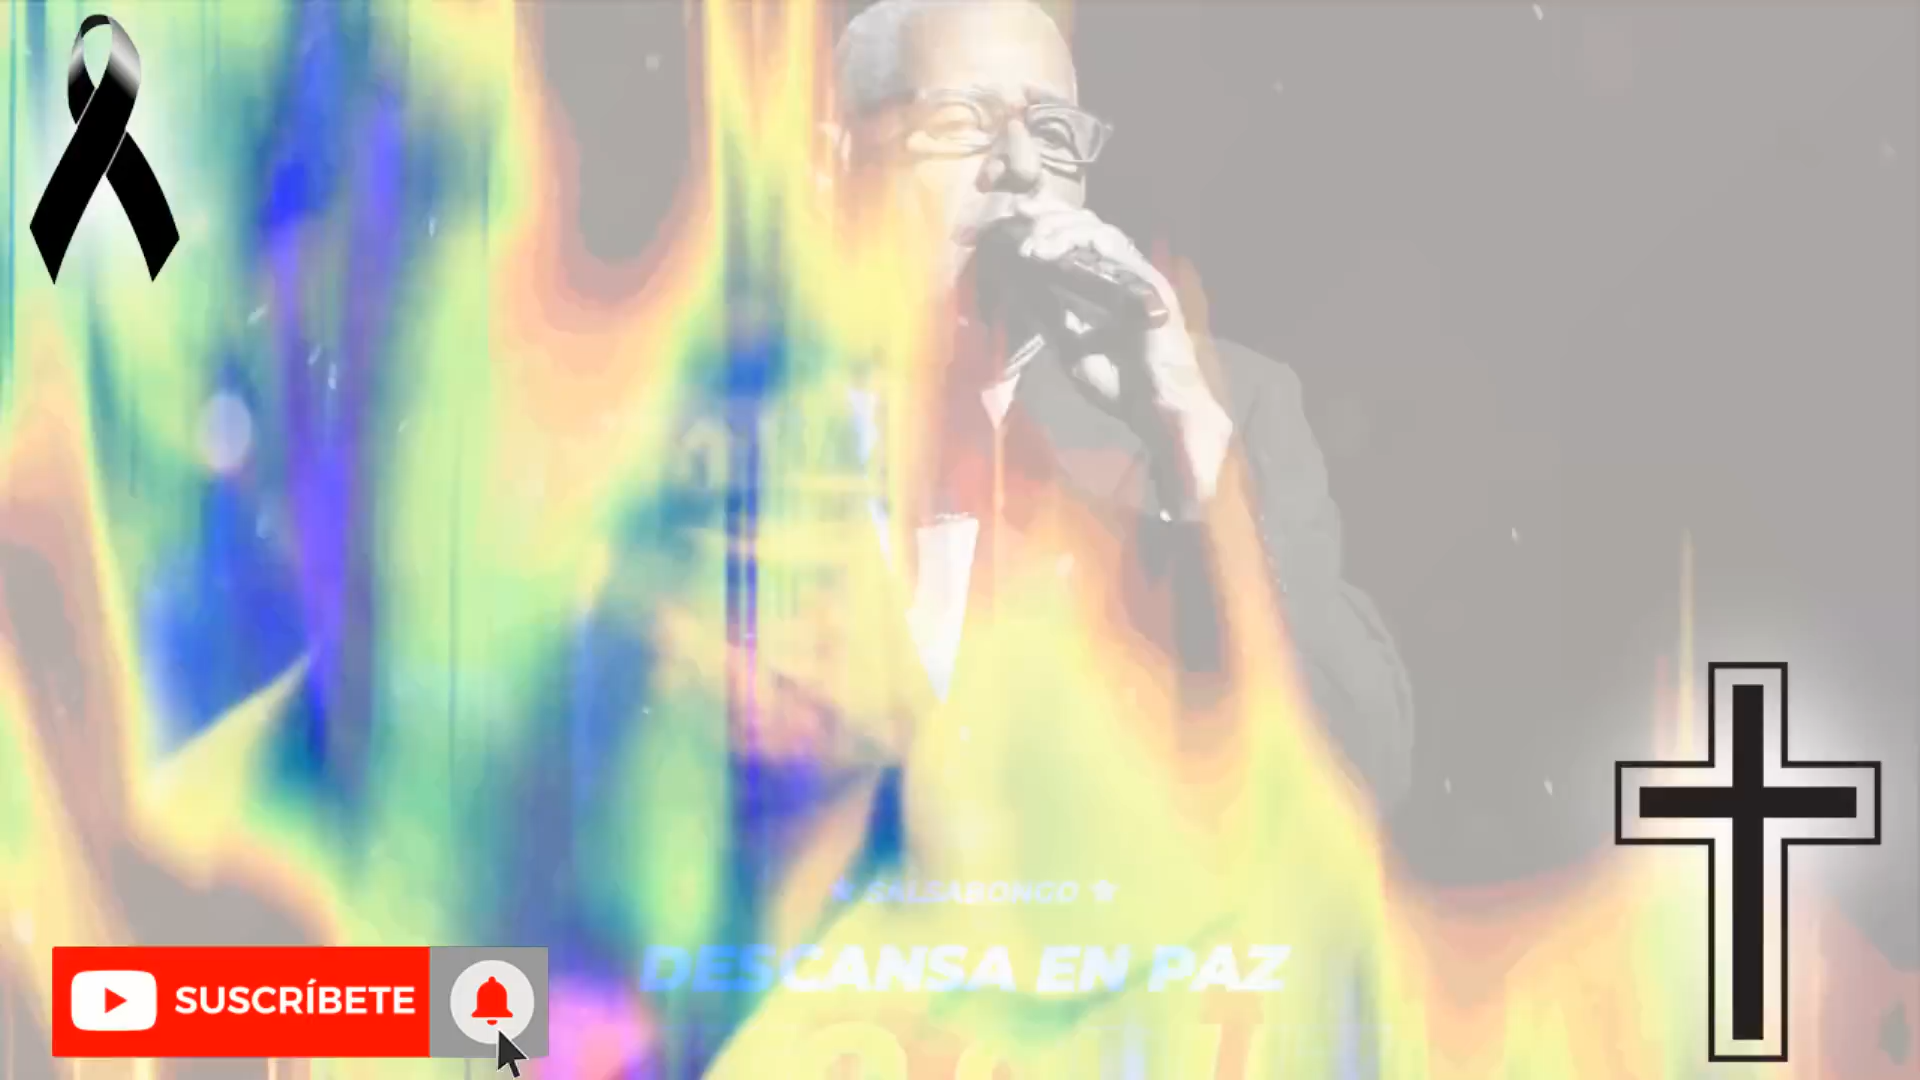 ★ SALSABONGO ★
DESCANSA EN PAZ
SUSCRÍBETE